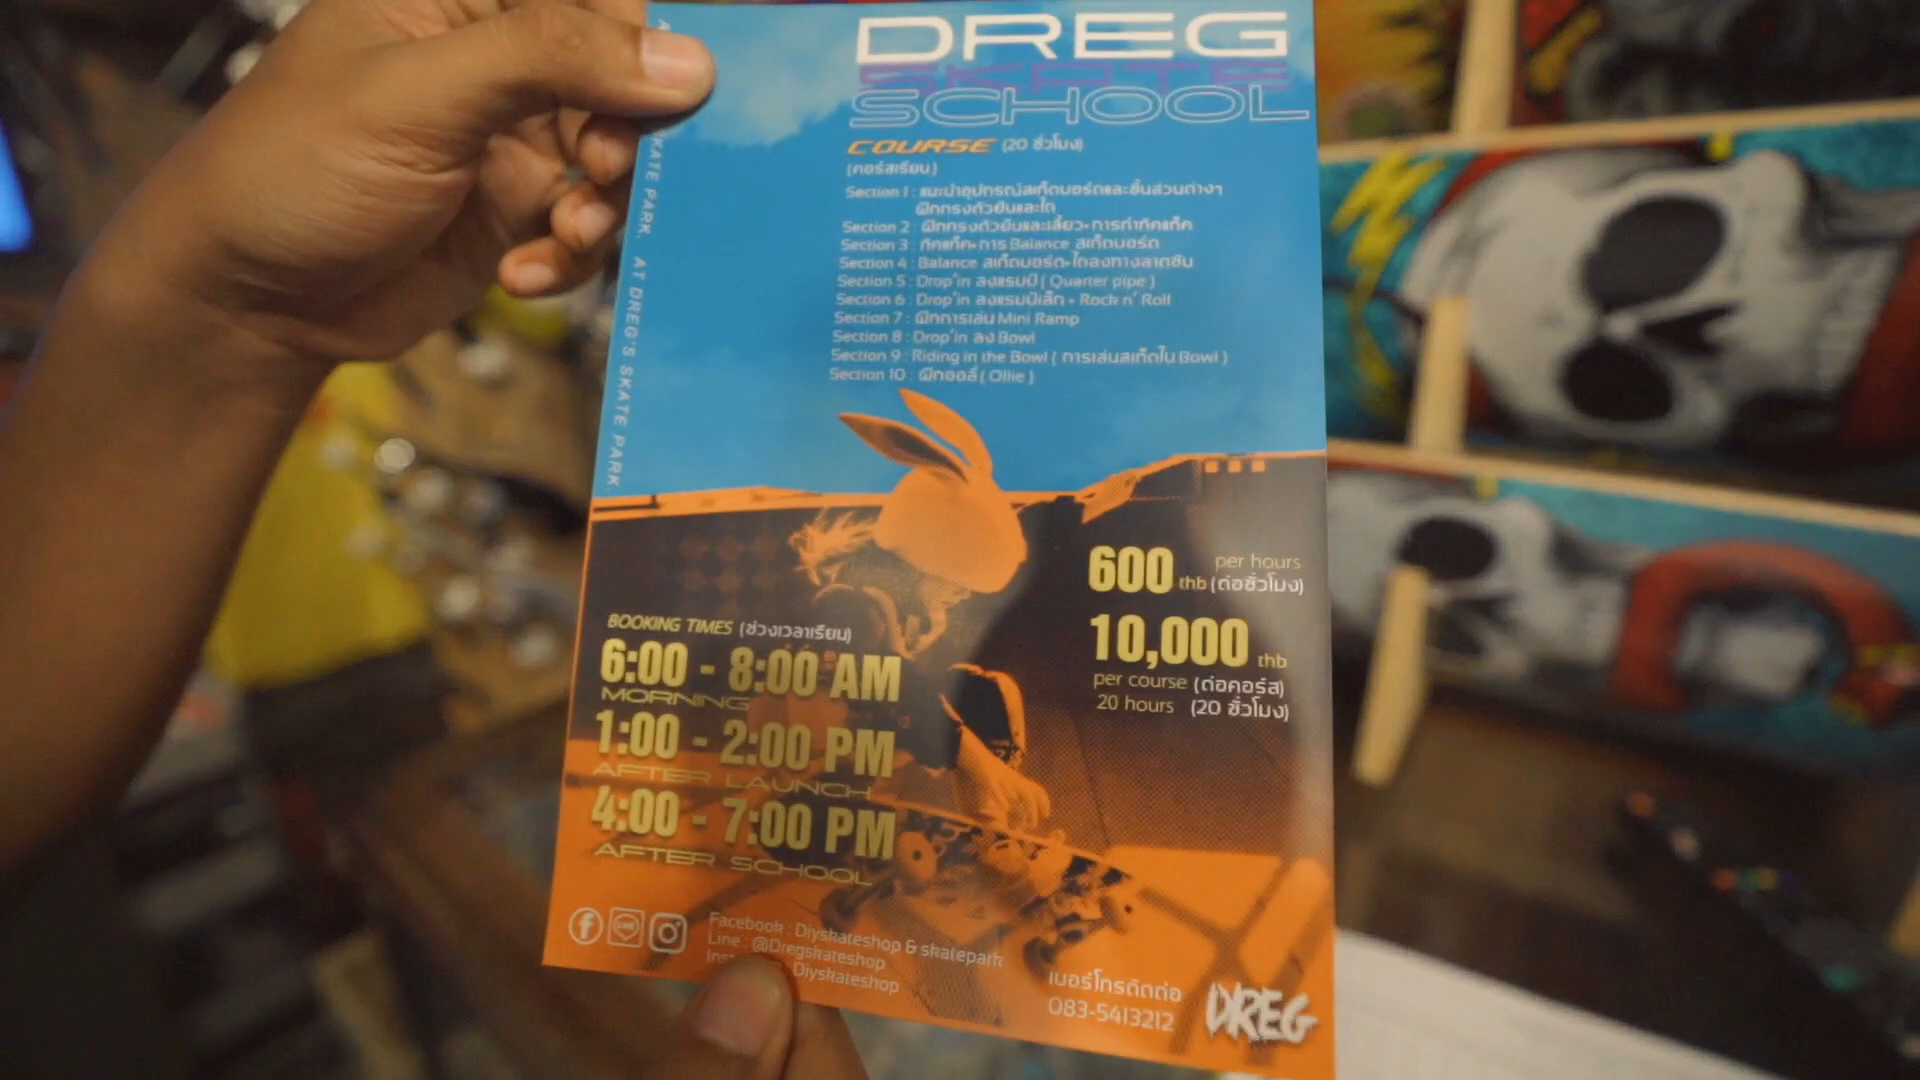 DREG
SKATE
SCHOOL
COURSE (20 ชั่วโมง)
(คอร์สเรียน)
Section 1 : แนะนำอุปกรณ์สเก็ตบอร์ดและชิ้นส่วนต่างๆ
ฝึกทรงตัวยืนและไถ
Section 2 : ฝึกทรงตัวยืนและเลี้ยว+การทำทิคแท็ค
Section 3 : ทิคแท็ค+การ Balance สเก็ตบอร์ด
Section 4 : Balance สเก็ตบอร์ด+ไถลงทางลาดชัน
Section 5 : Drop'in ลงแรมป์ ( Quarter pipe )
Section 6 : Drop'in ลงแรมป์เล็ก + Rock n' Roll
Section 7 : ฝึกการเล่น Mini Ramp
Section 8 : Drop'in ลง Bowl
Section 9 : Riding in the Bowl ( การเล่นสเก็ตใน Bowl )
Section 10 : ฝึกออลี่ ( Ollie )
KATE PARK. AT DREG'S SKATE PARK.
600 thb per hours (ต่อชั่วโมง)
10,000 thb
per course (ต่อคอร์ส)
20 hours (20 ชั่วโมง)
BOOKING TIMES (ช่วงเวลาเรียน)
6:00 - 8:00 AM
MORNING
1:00 - 2:00 PM
AFTER LAUNCH
4:00 - 7:00 PM
AFTER SCHOOL
Facebook : Diyskateshop & skatepark
Line : @Dregskateshop
Diyskateshop
เบอร์โทรติดต่อ
083-5413212
DREG